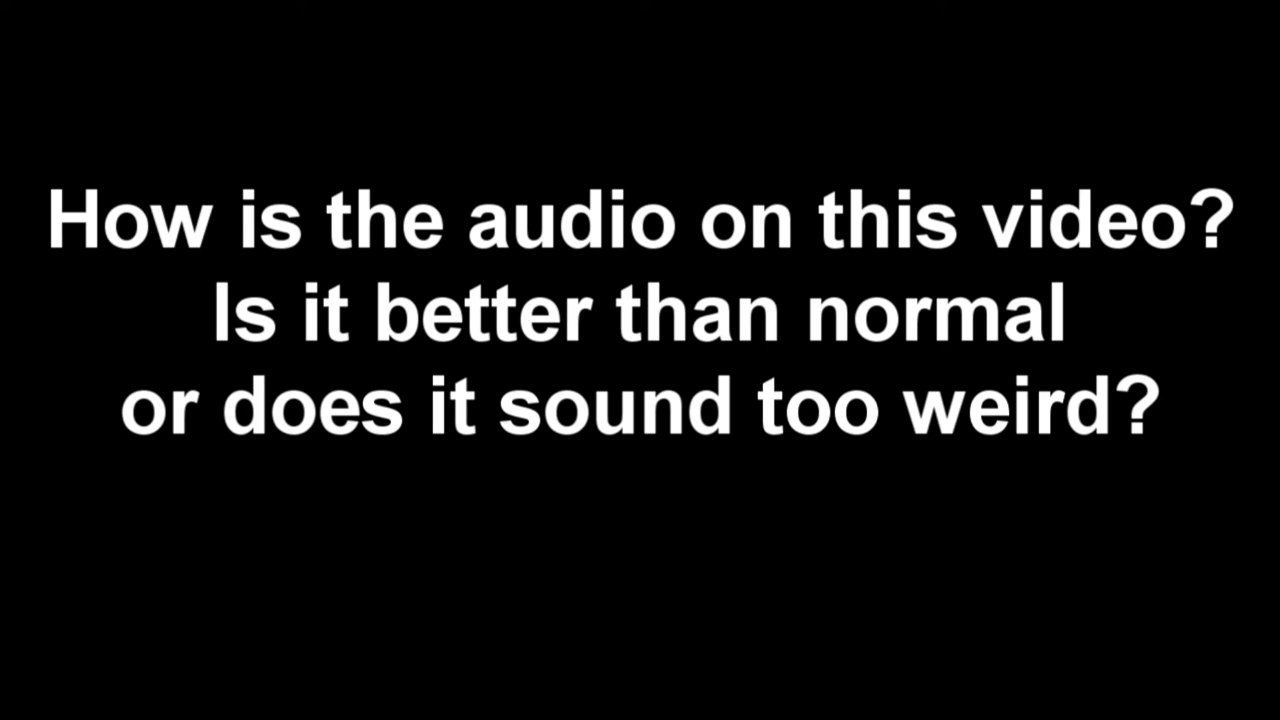 How is the audio on this video?
Is it better than normal
or does it sound too weird?